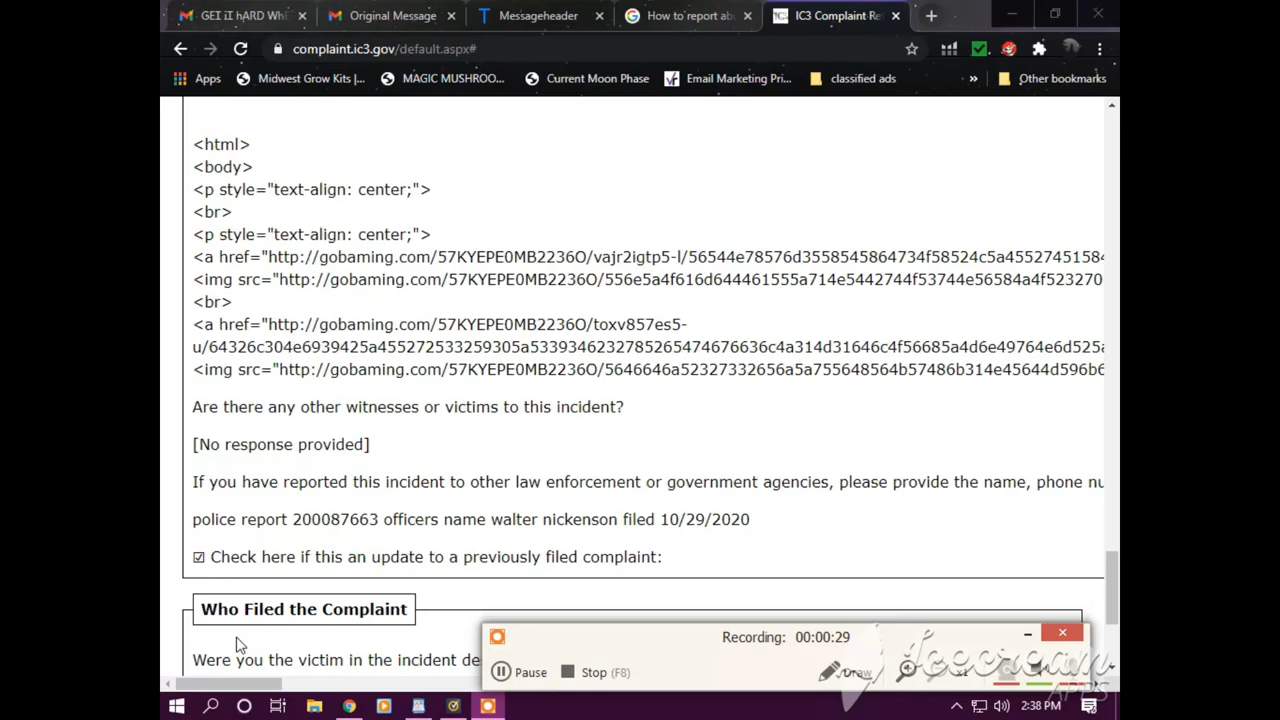 GET iT hARD WhE
Original Message
Messageheader
How to report ab
IC3 Complaint Re
complaint.ic3.gov/default.aspx#
Apps
Midwest Grow Kits |...
MAGIC MUSHROO...
Current Moon Phase
Email Marketing Pri...
classified ads
»
Other bookmarks
<html>
<body>
<p style="text-align: center;">
<br>
<p style="text-align: center;">
<a href="http://gobaming.com/57KYEPE0MB2236O/vajr2igtp5-l/56544e78576d3558545864734f58524c5a45527451584
<img src="http://gobaming.com/57KYEPE0MB2236O/556e5a4f616d644461555a714e5442744f53744e56584a4f523270
<br>
<a href="http://gobaming.com/57KYEPE0MB2236O/toxv857es5-
u/64326c304e6939425a455272533259305a5339346232785265474676636c4a314d31646c4f56685a4d6e49764e6d525a
<img src="http://gobaming.com/57KYEPE0MB2236O/5646646a52327332656a5a755648564b57486b314e45644d596b6
Are there any other witnesses or victims to this incident?
[No response provided]
If you have reported this incident to other law enforcement or government agencies, please provide the name, phone nu
police report 200087663 officers name walter nickenson filed 10/29/2020
Check here if this an update to a previously filed complaint:
Who Filed the Complaint
Were you the victim in the incident de
Recording: 00:00:29
Pause
Stop (F8)
Draw
x1
Icecream
APPS
2:38 PM